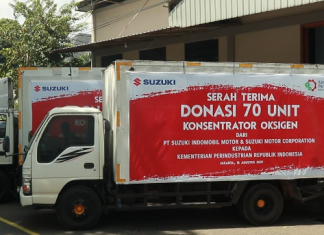 SUZUKI
SUZUKI
SERAH TERIMA
DONASI 70 UNIT
KONSENTRATOR OKSIGEN
DARI
PT SUZUKI INDOMOBIL MOTOR & SUZUKI MOTOR CORPORATION
KEPADA
KEMENTERIAN PERINDUSTRIAN REPUBLIK INDONESIA